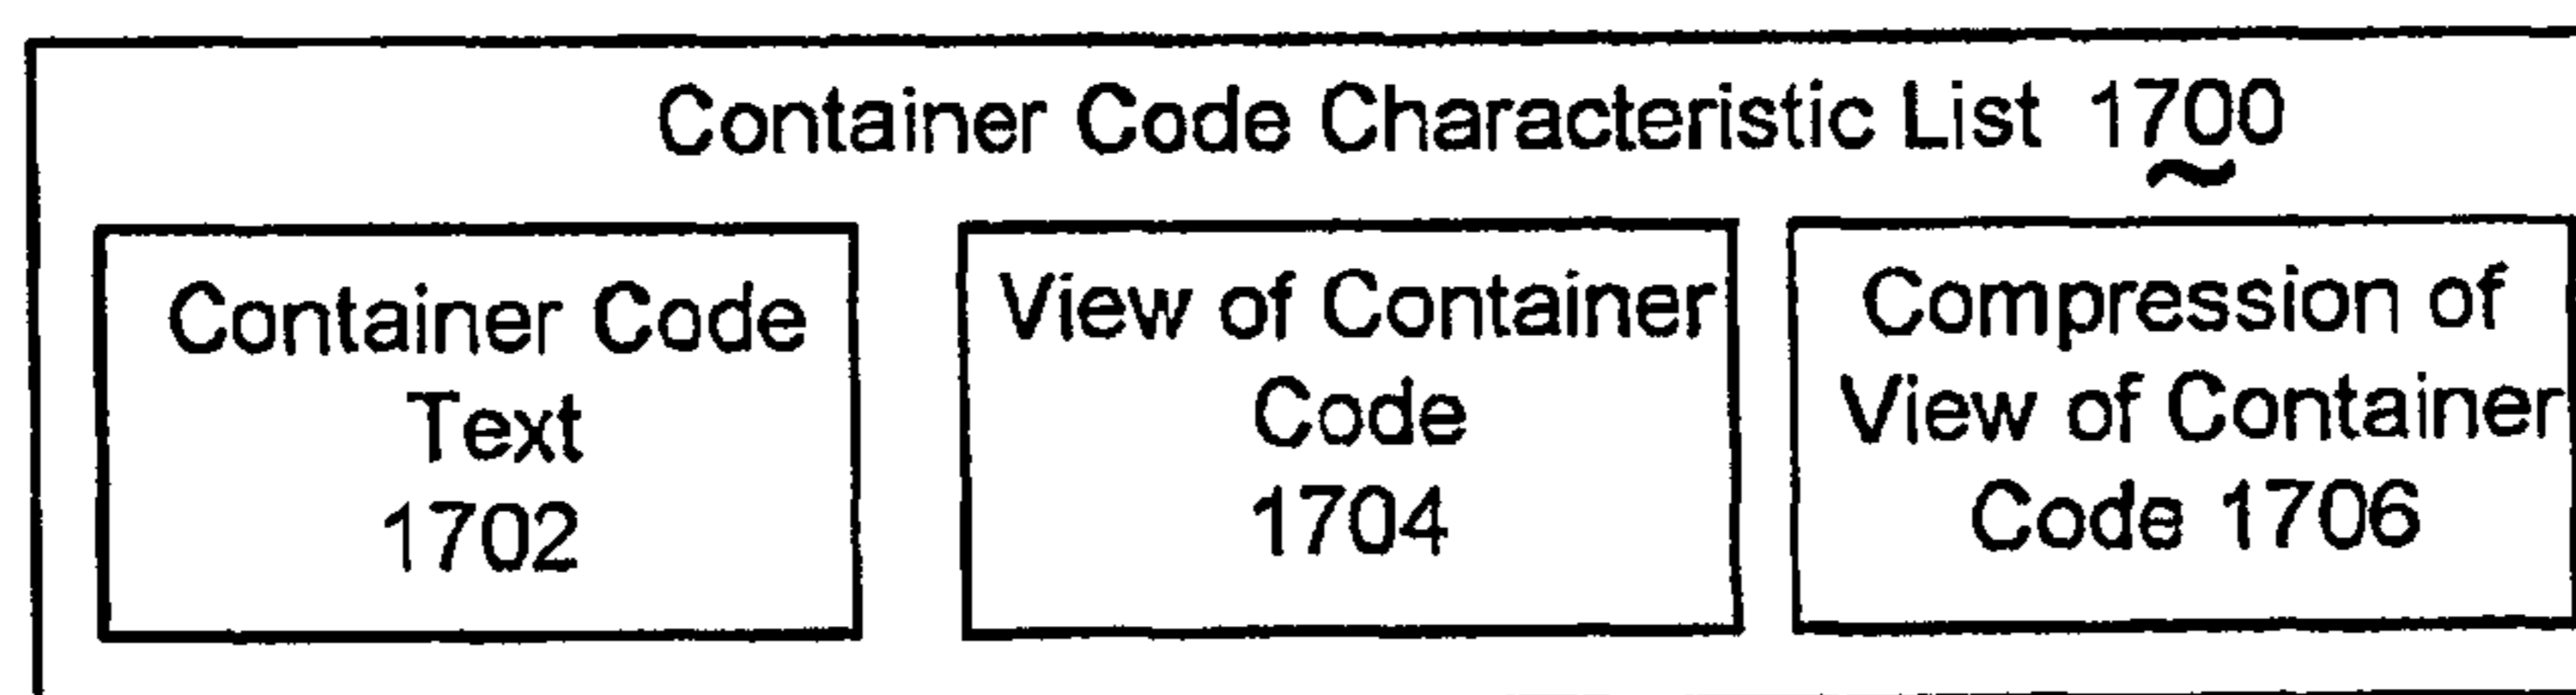 Container Code Characteristic List 1700
Container Code
Text
1702
View of Container
Code
1704
Compression of
View of Container
Code 1706